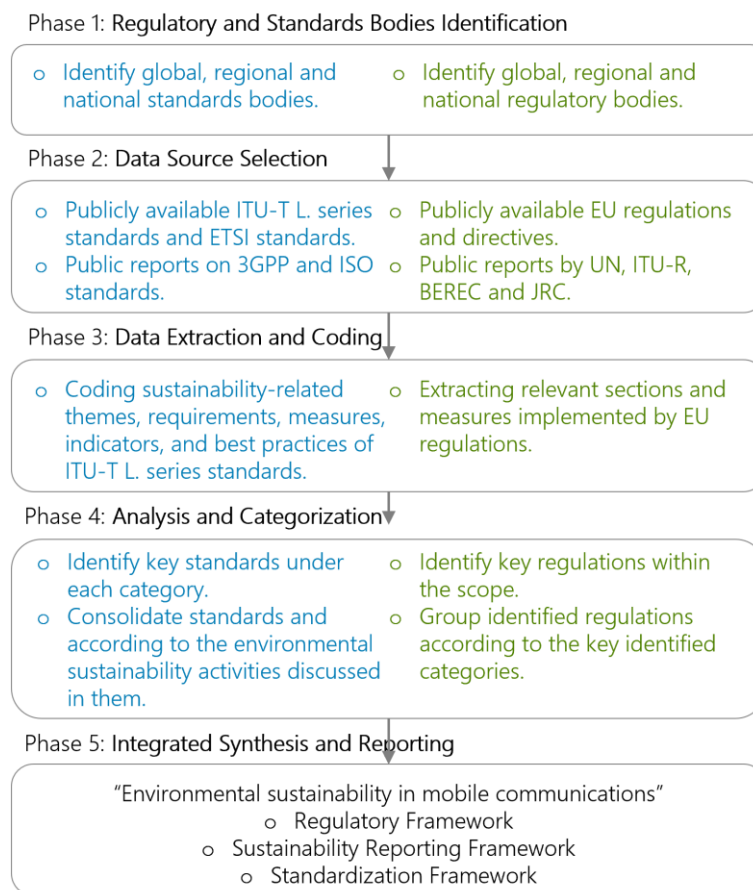 Phase 1: Regulatory and Standards Bodies Identification
o Identify global, regional and
national standards bodies.
o Identify global, regional and
national regulatory bodies.
Phase 2: Data Source Selection
o Publicly available ITU-T L. series
standards and ETSI standards.
o Public reports on 3GPP and ISO
standards.
o Publicly available EU regulations
and directives.
o Public reports by UN, ITU-R,
BEREC and JRC.
Phase 3: Data Extraction and Coding
o Coding sustainability-related
themes, requirements, measures,
indicators, and best practices of
ITU-T L. series standards.
o Extracting relevant sections and
measures implemented by EU
regulations.
Phase 4: Analysis and Categorization
o Identify key standards under
each category.
o Consolidate standards and
according to the environmental
sustainability activities discussed
in them.
o Identify key regulations within
the scope.
o Group identified regulations
according to the key identified
categories.
Phase 5: Integrated Synthesis and Reporting
“Environmental sustainability in mobile communications”
o Regulatory Framework
o Sustainability Reporting Framework
o Standardization Framework